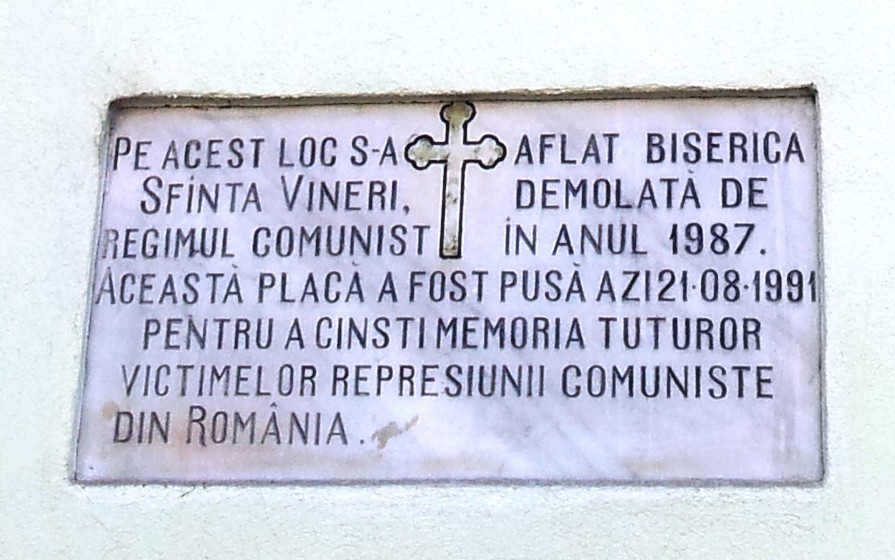 PE ACEST LOC S-A AFLAT BISERICA
SFÎNTA VINERI, DEMOLATĂ DE
REGIMUL COMUNIST ÎN ANUL 1987.
ACEASTĂ PLACĂ A FOST PUSĂ AZI 21·08·1991
PENTRU A CINSTI MEMORIA TUTUROR
VICTIMELOR REPRESIUNII COMUNISTE
DIN ROMÂNIA.